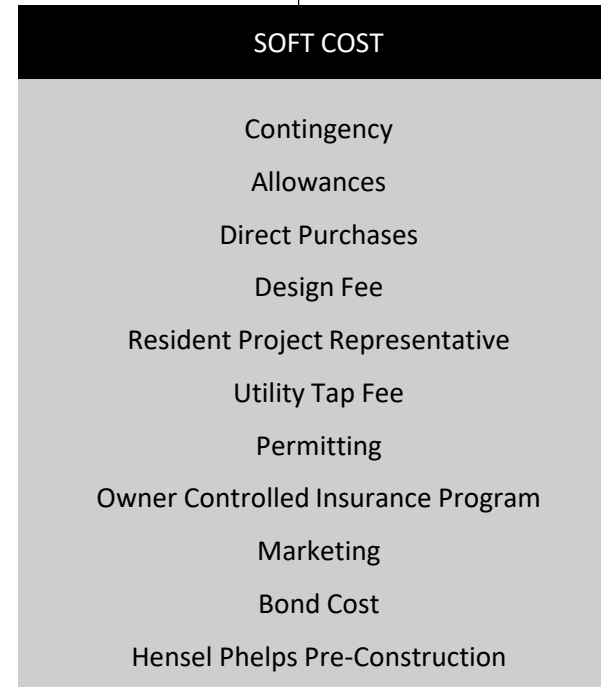 SOFT COST
Contingency
Allowances
Direct Purchases
Design Fee
Resident Project Representative
Utility Tap Fee
Permitting
Owner Controlled Insurance Program
Marketing
Bond Cost
Hensel Phelps Pre-Construction